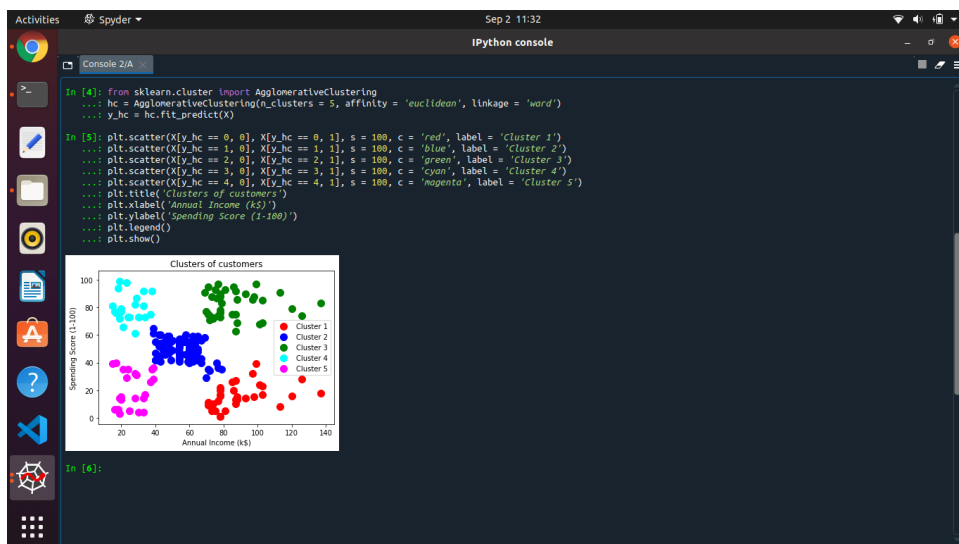 Activities Spyder Sep 2 11:32
IPython console
Console 2/A
In [4]: from sklearn.cluster import AgglomerativeClustering
...: hc = AgglomerativeClustering(n_clusters = 5, affinity = 'euclidean', linkage = 'ward')
...: y_hc = hc.fit_predict(X)
In [5]: plt.scatter(X[y_hc == 0, 0], X[y_hc == 0, 1], s = 100, c = 'red', label = 'Cluster 1')
...: plt.scatter(X[y_hc == 1, 0], X[y_hc == 1, 1], s = 100, c = 'blue', label = 'Cluster 2')
...: plt.scatter(X[y_hc == 2, 0], X[y_hc == 2, 1], s = 100, c = 'green', label = 'Cluster 3')
...: plt.scatter(X[y_hc == 3, 0], X[y_hc == 3, 1], s = 100, c = 'cyan', label = 'Cluster 4')
...: plt.scatter(X[y_hc == 4, 0], X[y_hc == 4, 1], s = 100, c = 'magenta', label = 'Cluster 5')
...: plt.title('Clusters of customers')
...: plt.xlabel('Annual Income (k$)')
...: plt.ylabel('Spending Score (1-100)')
...: plt.legend()
...: plt.show()
Clusters of customers
Spending Score (1-100)
100
80
60
40
20
0
Cluster 1
Cluster 2
Cluster 3
Cluster 4
Cluster 5
20 40 60 80 100 120 140
Annual Income (k$)
In [6]: